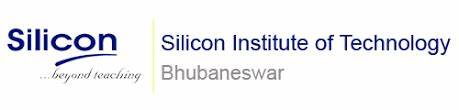 Silicon
...beyond teaching
Silicon Institute of Technology
Bhubaneswar